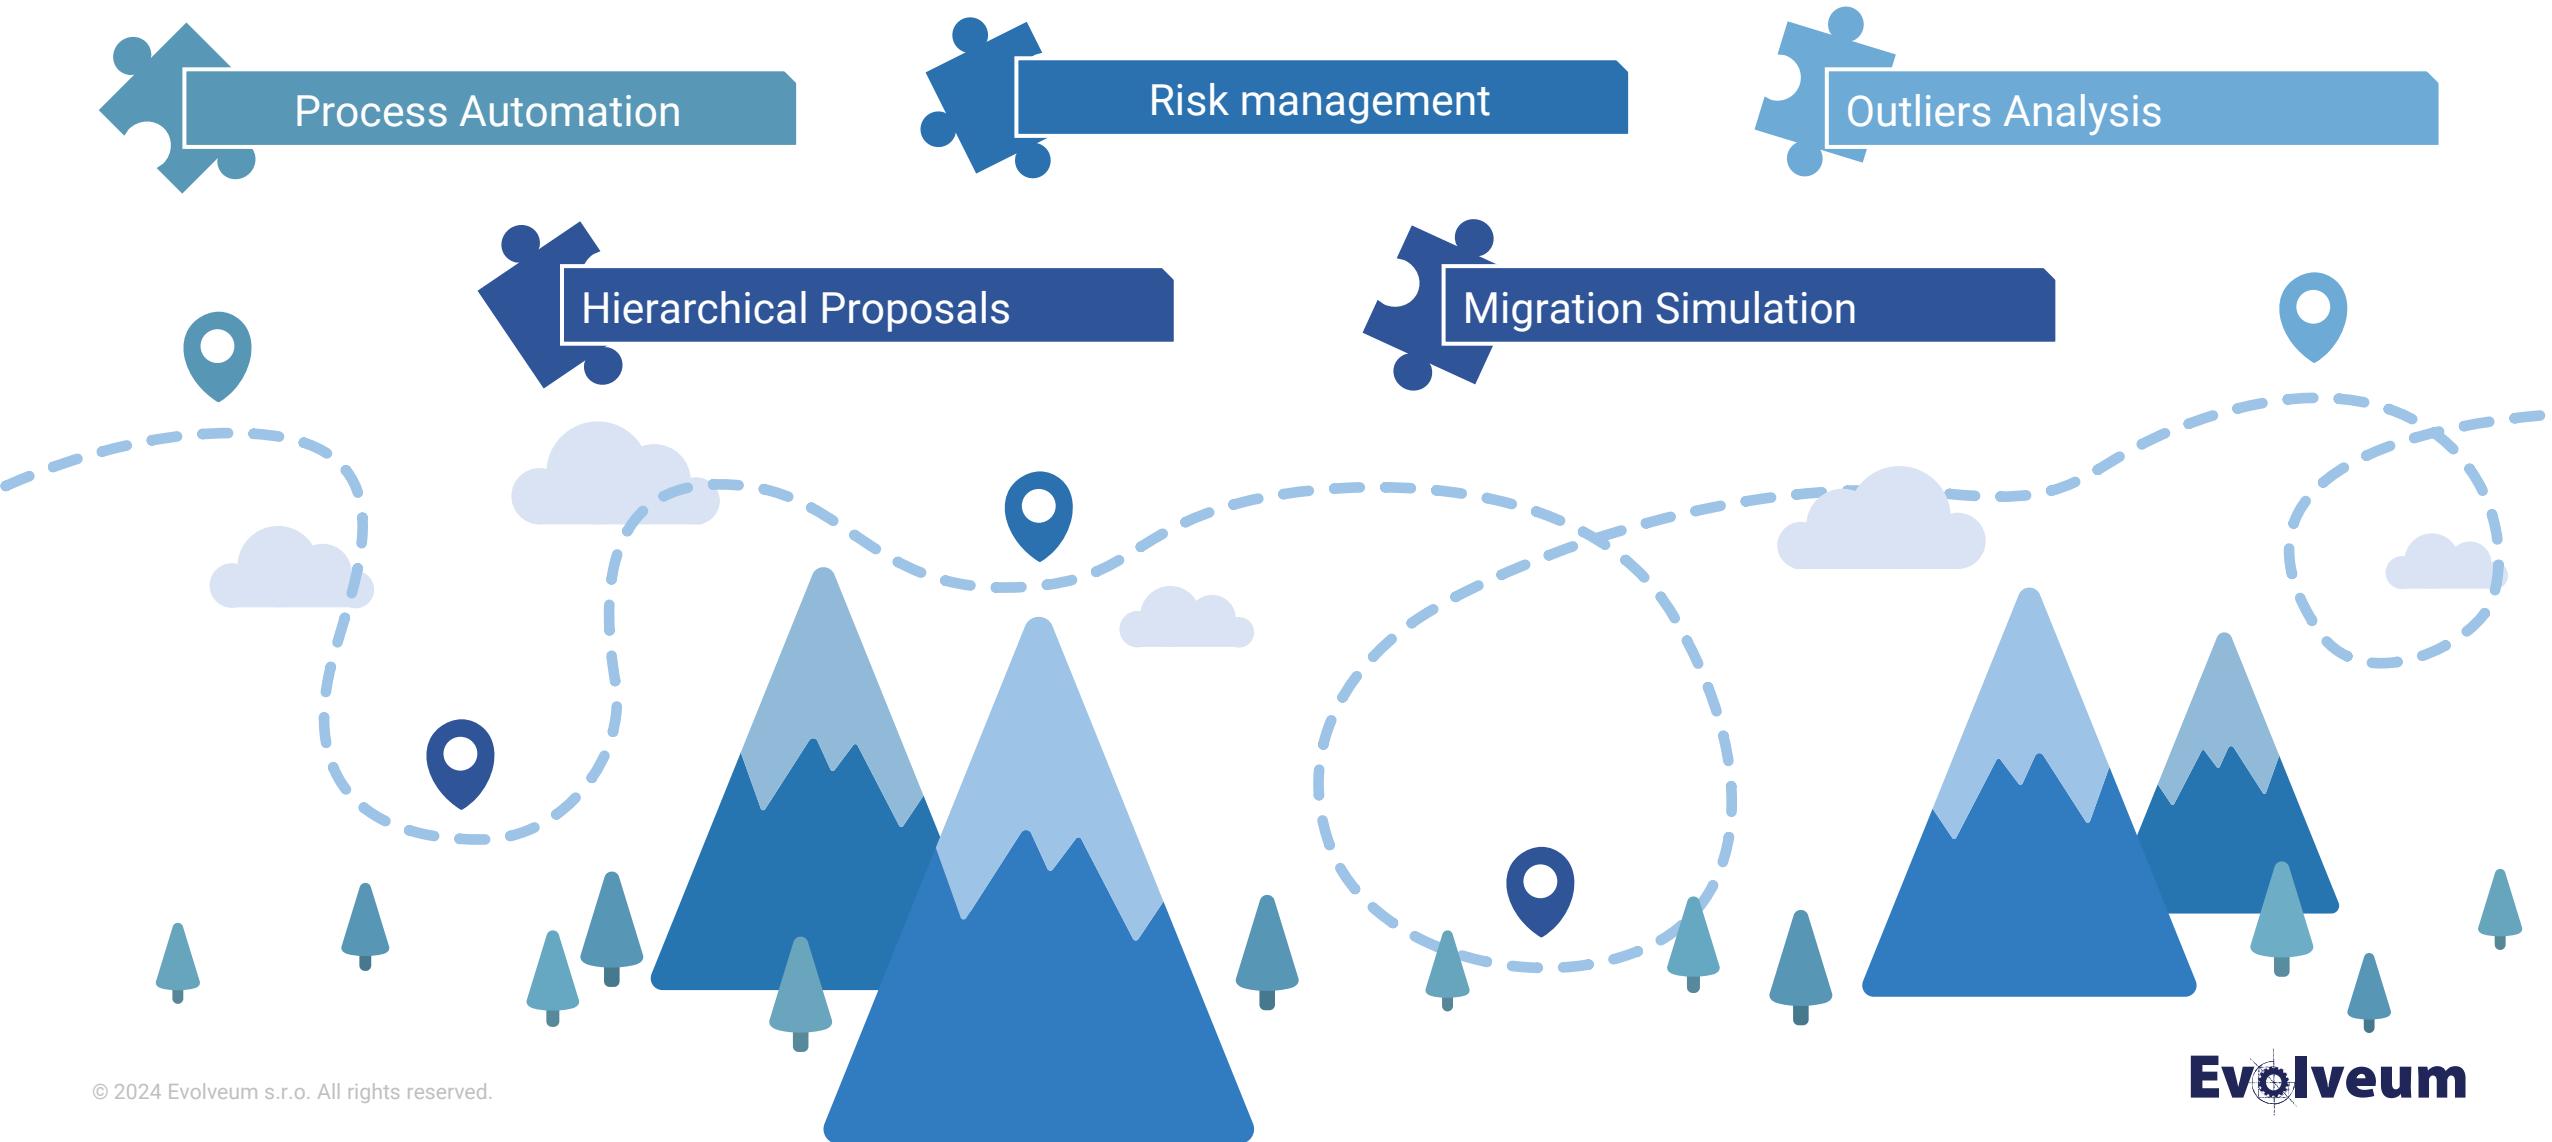 Process Automation
Risk management
Outliers Analysis
Hierarchical Proposals
Migration Simulation
© 2024 Evolveum s.r.o. All rights reserved.
Evolveum